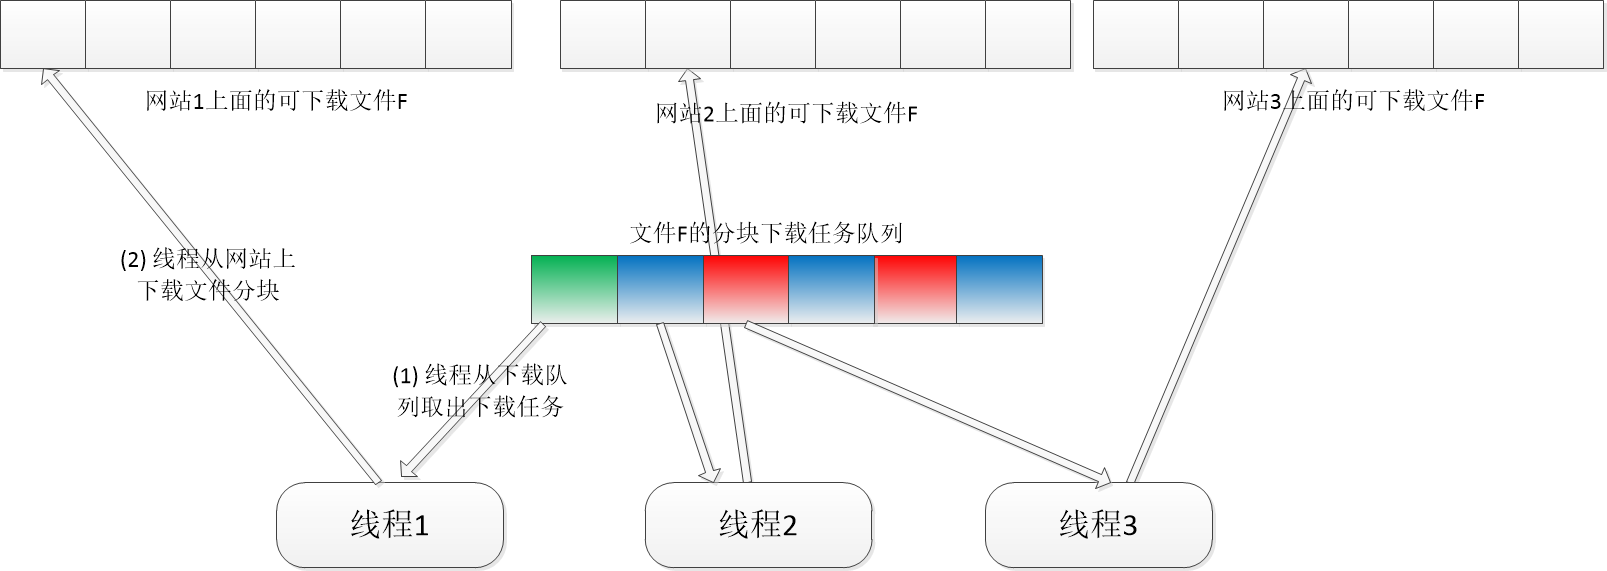 网站1上面的可下载文件F
网站2上面的可下载文件F
网站3上面的可下载文件F
文件F的分块下载任务队列
(2) 线程从网站上
下载文件分块
(1) 线程从下载队
列取出下载任务
线程1
线程2
线程3